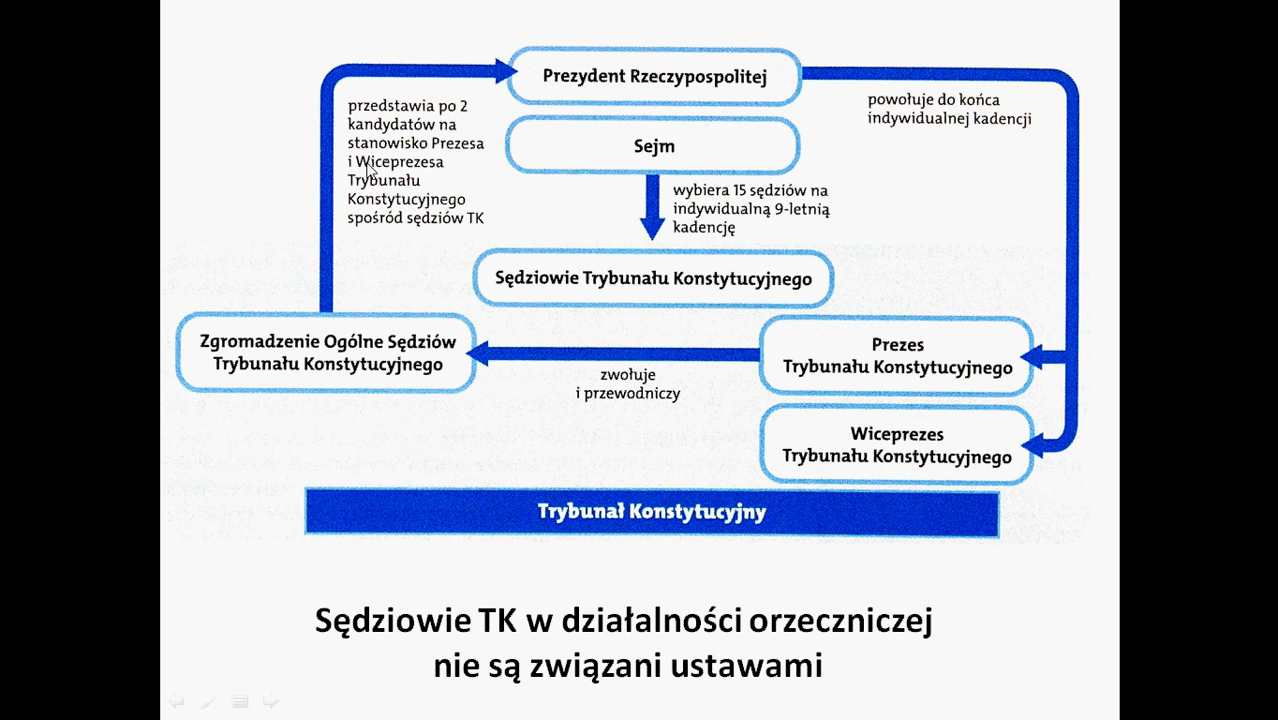 Prezydent Rzeczypospolitej
przedstawia po 2
kandydatów na
stanowisko Prezesa
i Wiceprezesa
Trybunału
Konstytucyjnego
spośród sędziów TK
powołuje do końca
indywidualnej kadencji
Sejm
wybiera 15 sędziów na
indywidualną 9-letnią
kadencję
Sędziowie Trybunału Konstytucyjnego
Zgromadzenie Ogólne Sędziów
Trybunału Konstytucyjnego
zwołuje
i przewodniczy
Prezes
Trybunału Konstytucyjnego
Wiceprezes
Trybunału Konstytucyjnego
Trybunał Konstytucyjny
Sędziowie TK w działalności orzeczniczej
nie są związani ustawami